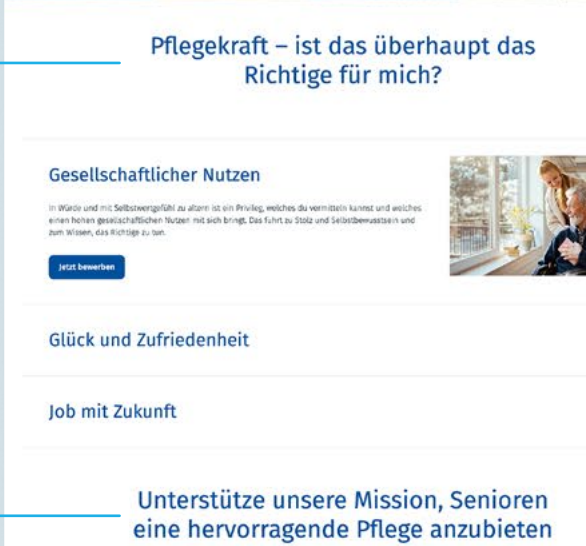 Pflegekraft – ist das überhaupt das
Richtige für mich?
Gesellschaftlicher Nutzen
In Würde und mit Selbstwertgefühl zu altern ist ein Privileg, welches du vermitteln kannst und welches
einen hohen gesellschaftlichen Nutzen mit sich bringt. Das führt zu Stolz und Selbstbewusstsein und
zum Wissen, das Richtige zu tun.
Jetzt bewerben
Glück und Zufriedenheit
Job mit Zukunft
Unterstütze unsere Mission, Senioren
eine hervorragende Pflege anzubieten